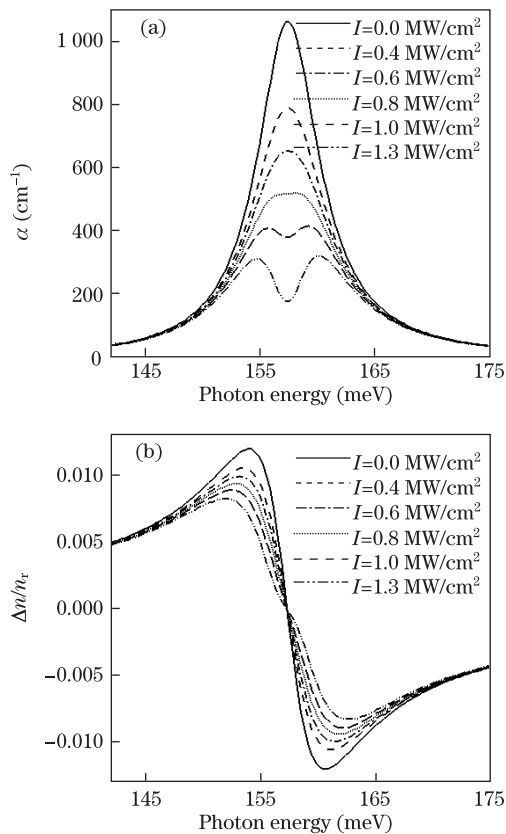 (a)
1 000
800
600
400
200
0
α (cm⁻¹)
I=0.0 MW/cm²
I=0.4 MW/cm²
I=0.6 MW/cm²
I=0.8 MW/cm²
I=1.0 MW/cm²
I=1.3 MW/cm²
145 155 165 175
Photon energy (meV)
(b)
0.010
0.005
0.000
−0.005
−0.010
Δn/nᵣ
I=0.0 MW/cm²
I=0.4 MW/cm²
I=0.6 MW/cm²
I=0.8 MW/cm²
I=1.0 MW/cm²
I=1.3 MW/cm²
145 155 165 175
Photon energy (meV)